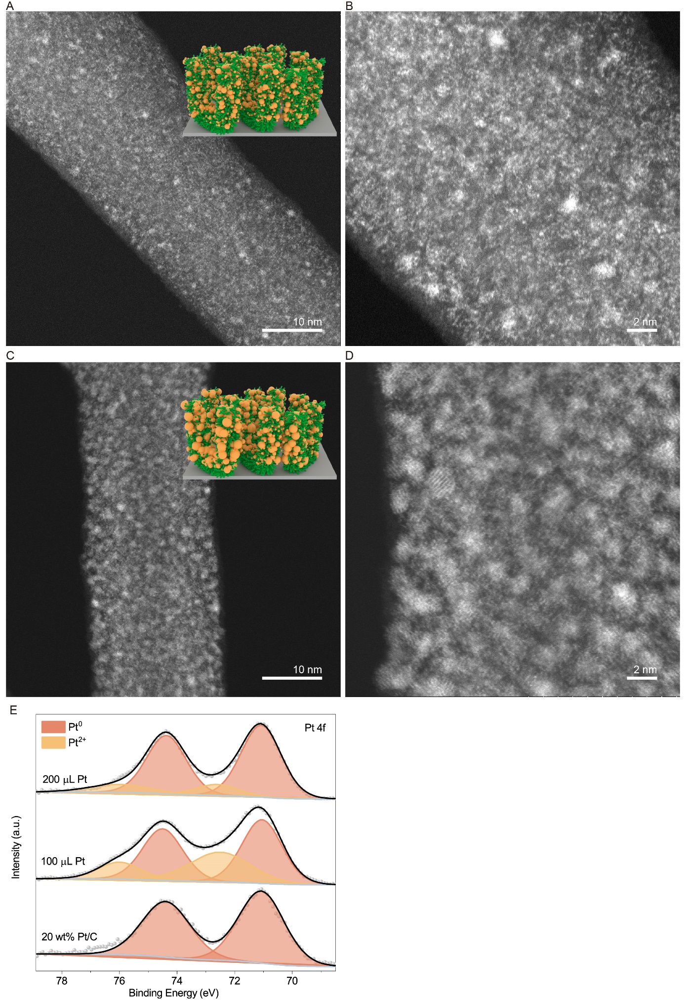 A
B
10 nm
2 nm
C
D
10 nm
2 nm
E
Pt⁰
Pt 4f
Pt²⁺
200 μL Pt
100 μL Pt
20 wt% Pt/C
Intensity (a.u.)
78 76 74 72 70
Binding Energy (eV)